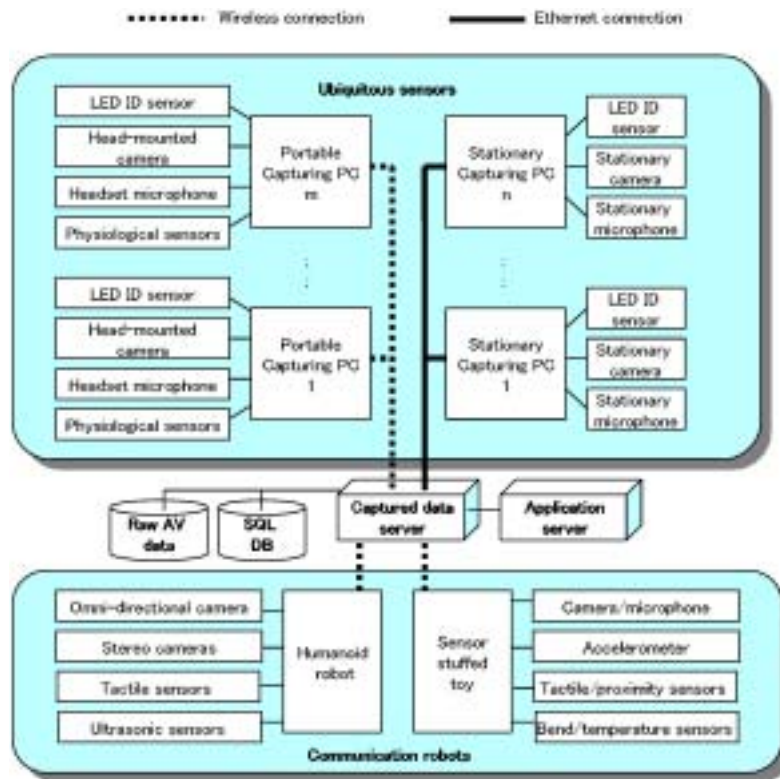 Wireless connection
Ethernet connection
Ubiquitous sensors
LED ID sensor
Head-mounted
camera
Headset microphone
Physiological sensors
Portable
Capturing PC
m
Stationary
Capturing PC
n
LED ID
sensor
Stationary
camera
Stationary
microphone
LED ID sensor
Head-mounted
camera
Headset microphone
Physiological sensors
Portable
Capturing PC
1
Stationary
Capturing PC
1
LED ID
sensor
Stationary
camera
Stationary
microphone
Raw AV
data
SQL
DB
Captured data
server
Application
server
Omni-directional camera
Stereo cameras
Tactile sensors
Ultrasonic sensors
Humanoid
robot
Sensor
stuffed
toy
Camera/microphone
Accelerometer
Tactile/proximity sensors
Bend/temperature sensors
Communication robots